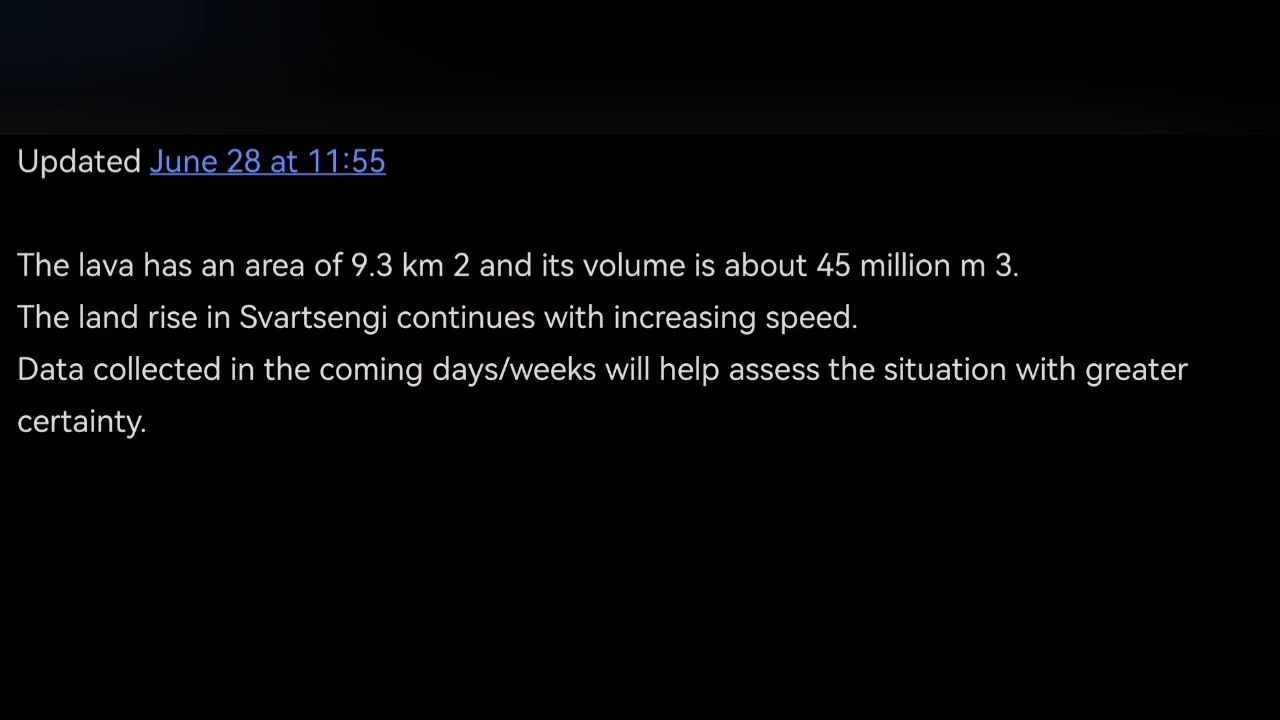 Updated June 28 at 11:55
The lava has an area of 9.3 km 2 and its volume is about 45 million m 3.
The land rise in Svartsengi continues with increasing speed.
Data collected in the coming days/weeks will help assess the situation with greater
certainty.